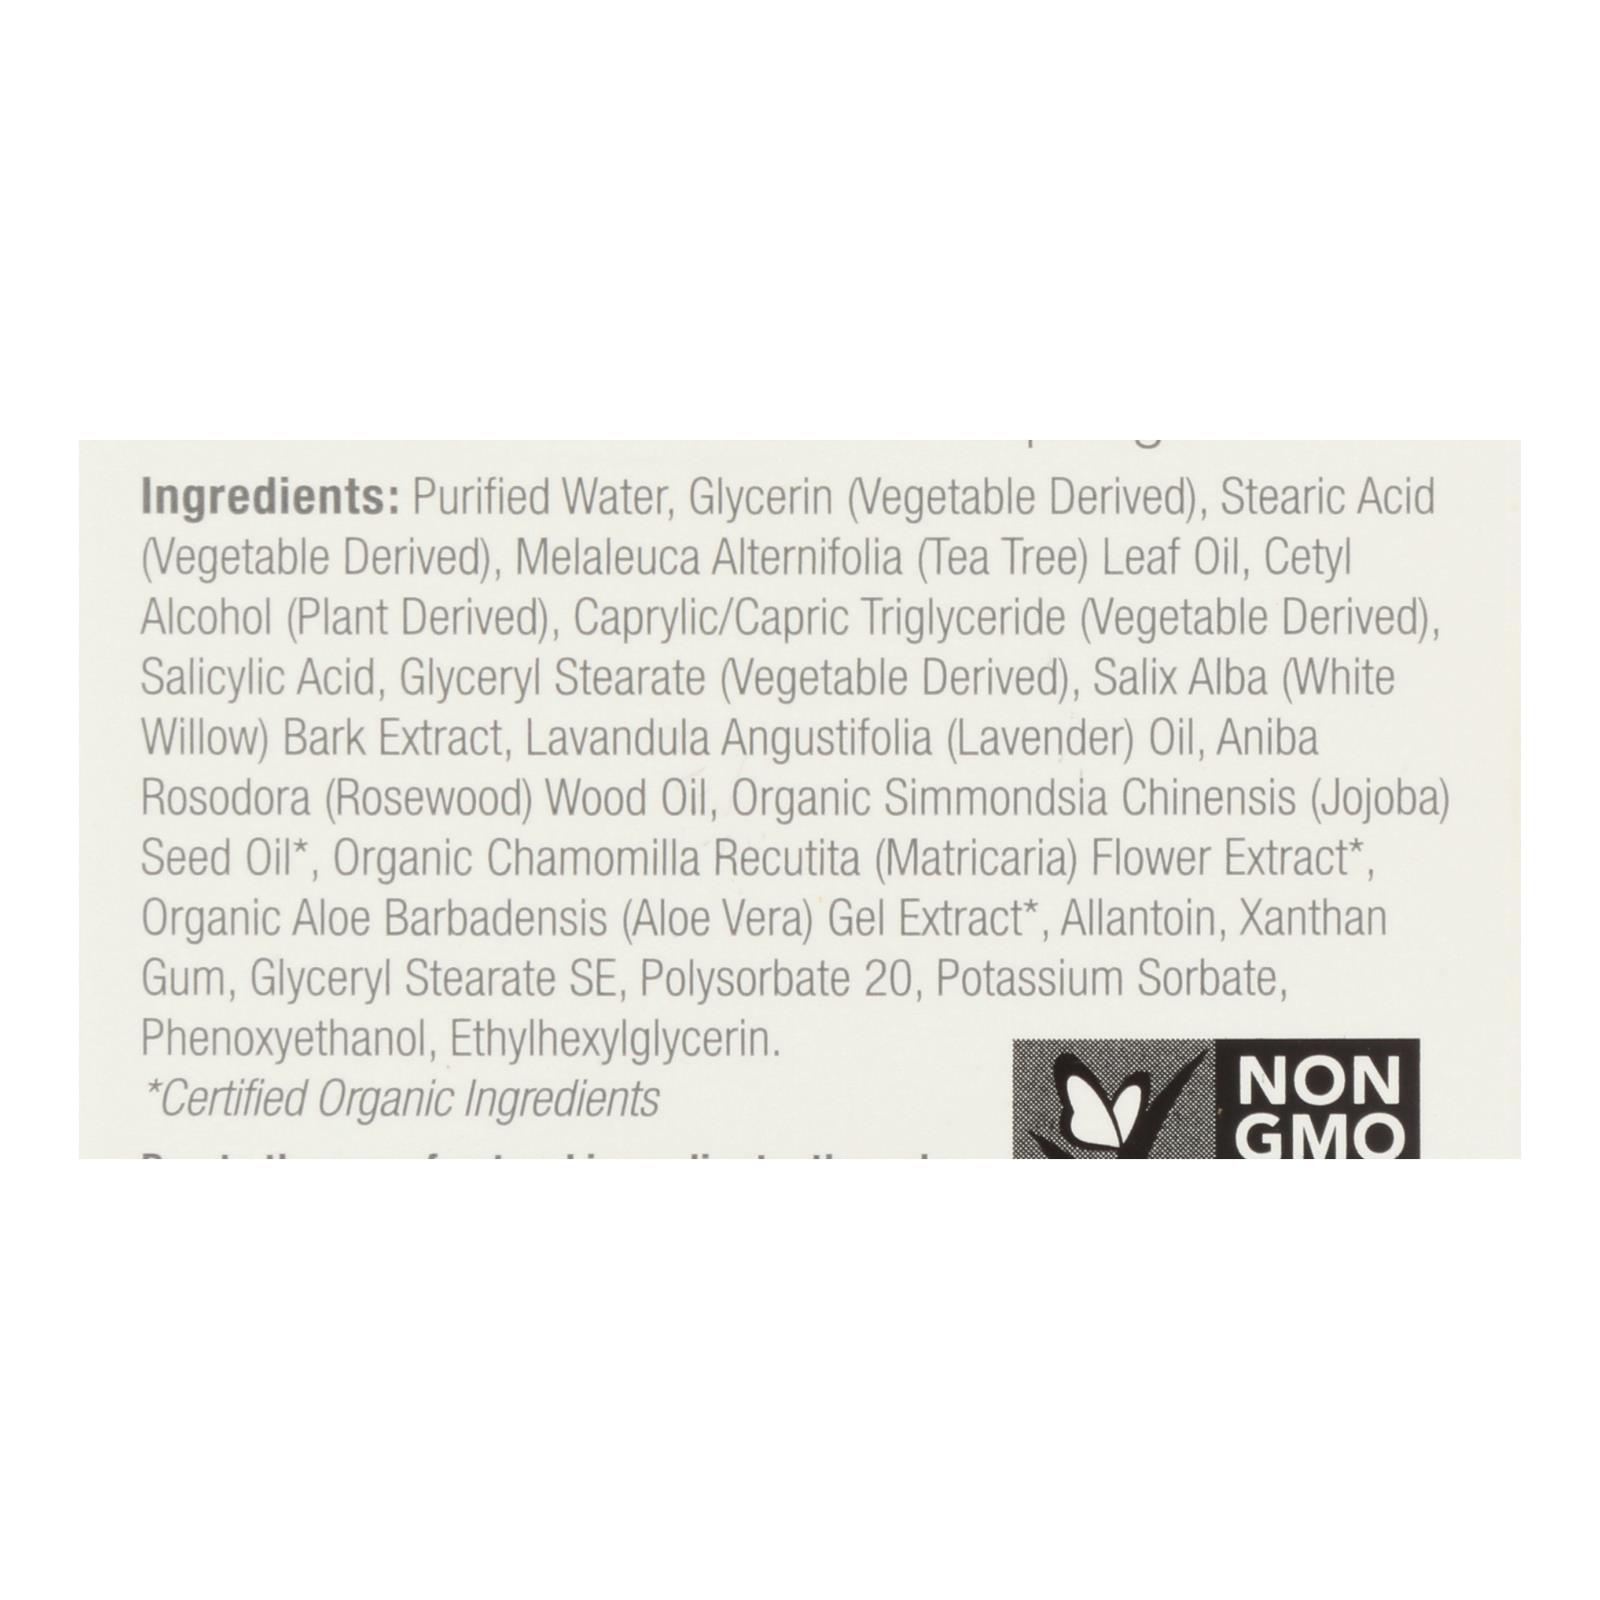 Ingredients: Purified Water, Glycerin (Vegetable Derived), Stearic Acid
(Vegetable Derived), Melaleuca Alternifolia (Tea Tree) Leaf Oil, Cetyl
Alcohol (Plant Derived), Caprylic/Capric Triglyceride (Vegetable Derived),
Salicylic Acid, Glyceryl Stearate (Vegetable Derived), Salix Alba (White
Willow) Bark Extract, Lavandula Angustifolia (Lavender) Oil, Aniba
Rosodora (Rosewood) Wood Oil, Organic Simmondsia Chinensis (Jojoba)
Seed Oil*, Organic Chamomilla Recutita (Matricaria) Flower Extract*,
Organic Aloe Barbadensis (Aloe Vera) Gel Extract*, Allantoin, Xanthan
Gum, Glyceryl Stearate SE, Polysorbate 20, Potassium Sorbate,
Phenoxyethanol, Ethylhexylglycerin.
*Certified Organic Ingredients
NON
GMO